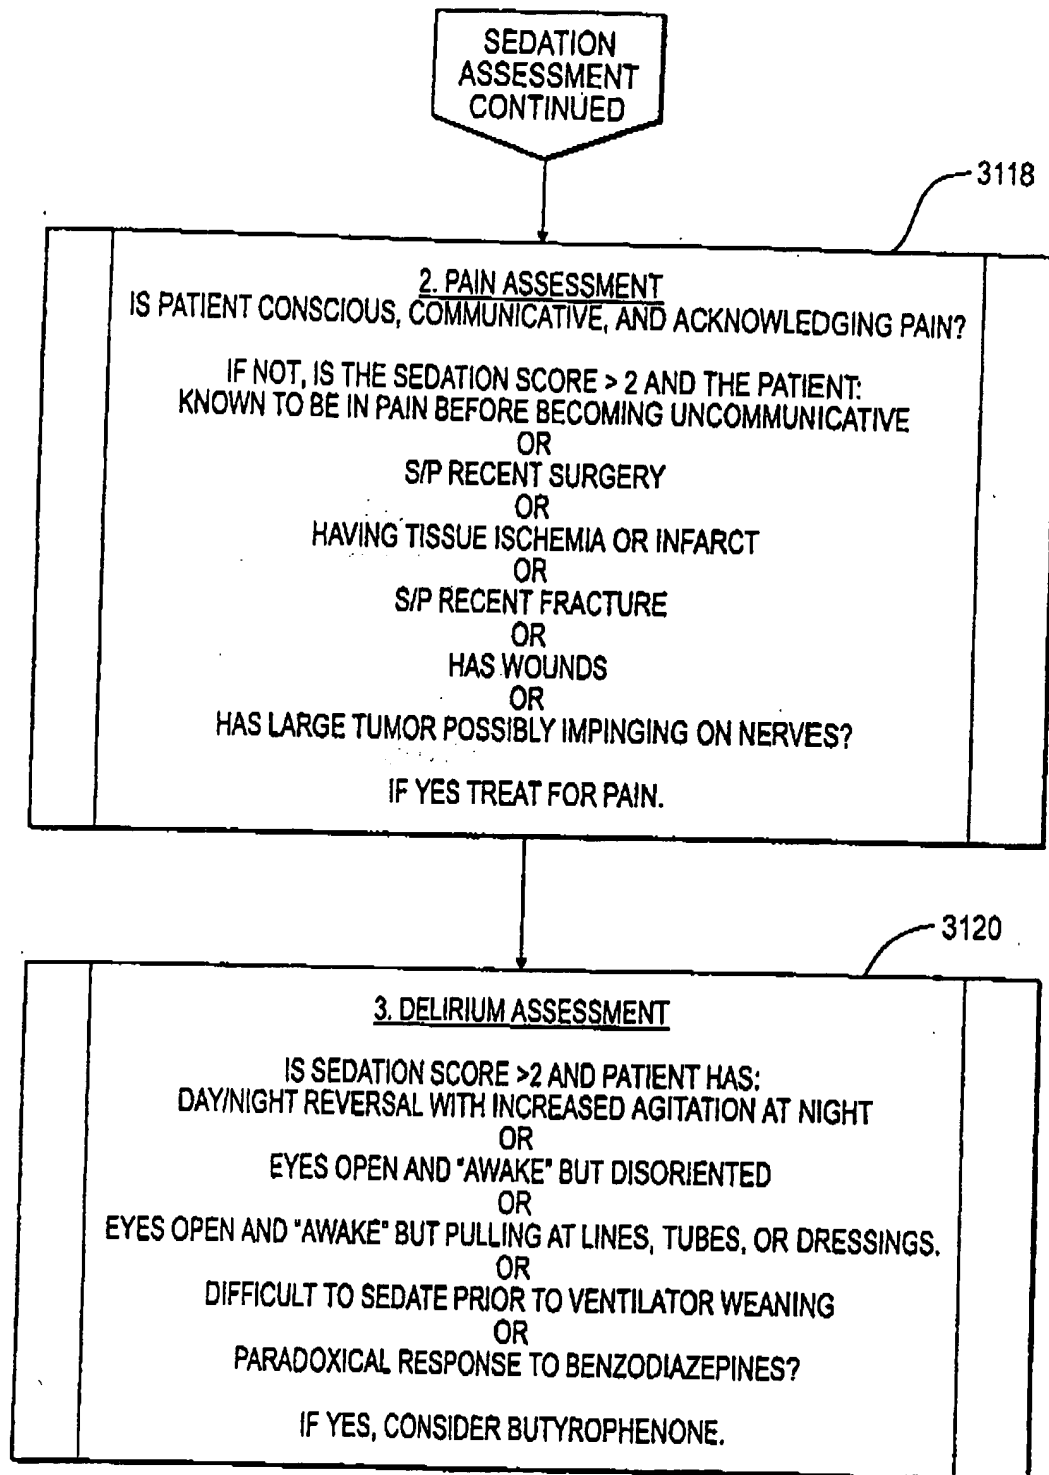 SEDATION
ASSESSMENT
CONTINUED
3118
2. PAIN ASSESSMENT
IS PATIENT CONSCIOUS, COMMUNICATIVE, AND ACKNOWLEDGING PAIN?
IF NOT, IS THE SEDATION SCORE > 2 AND THE PATIENT:
KNOWN TO BE IN PAIN BEFORE BECOMING UNCOMMUNICATIVE
OR
S/P RECENT SURGERY
OR
HAVING TISSUE ISCHEMIA OR INFARCT
OR
S/P RECENT FRACTURE
OR
HAS WOUNDS
OR
HAS LARGE TUMOR POSSIBLY IMPINGING ON NERVES?
IF YES TREAT FOR PAIN.
3120
3. DELIRIUM ASSESSMENT
IS SEDATION SCORE >2 AND PATIENT HAS:
DAY/NIGHT REVERSAL WITH INCREASED AGITATION AT NIGHT
OR
EYES OPEN AND "AWAKE" BUT DISORIENTED
OR
EYES OPEN AND "AWAKE" BUT PULLING AT LINES, TUBES, OR DRESSINGS.
OR
DIFFICULT TO SEDATE PRIOR TO VENTILATOR WEANING
OR
PARADOXICAL RESPONSE TO BENZODIAZEPINES?
IF YES, CONSIDER BUTYROPHENONE.